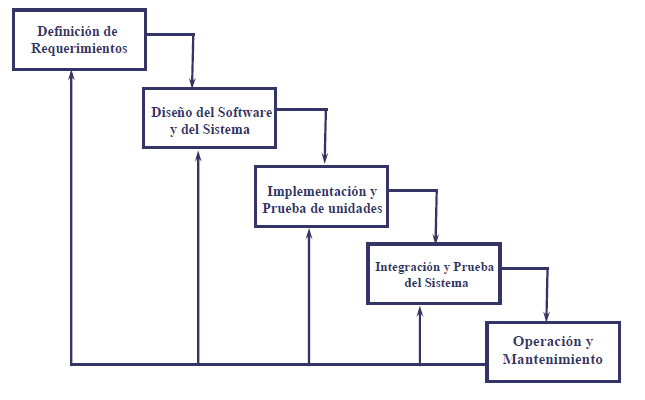 Definición de
Requerimientos
Diseño del Software
y del Sistema
Implementación y
Prueba de unidades
Integración y Prueba
del Sistema
Operación y
Mantenimiento